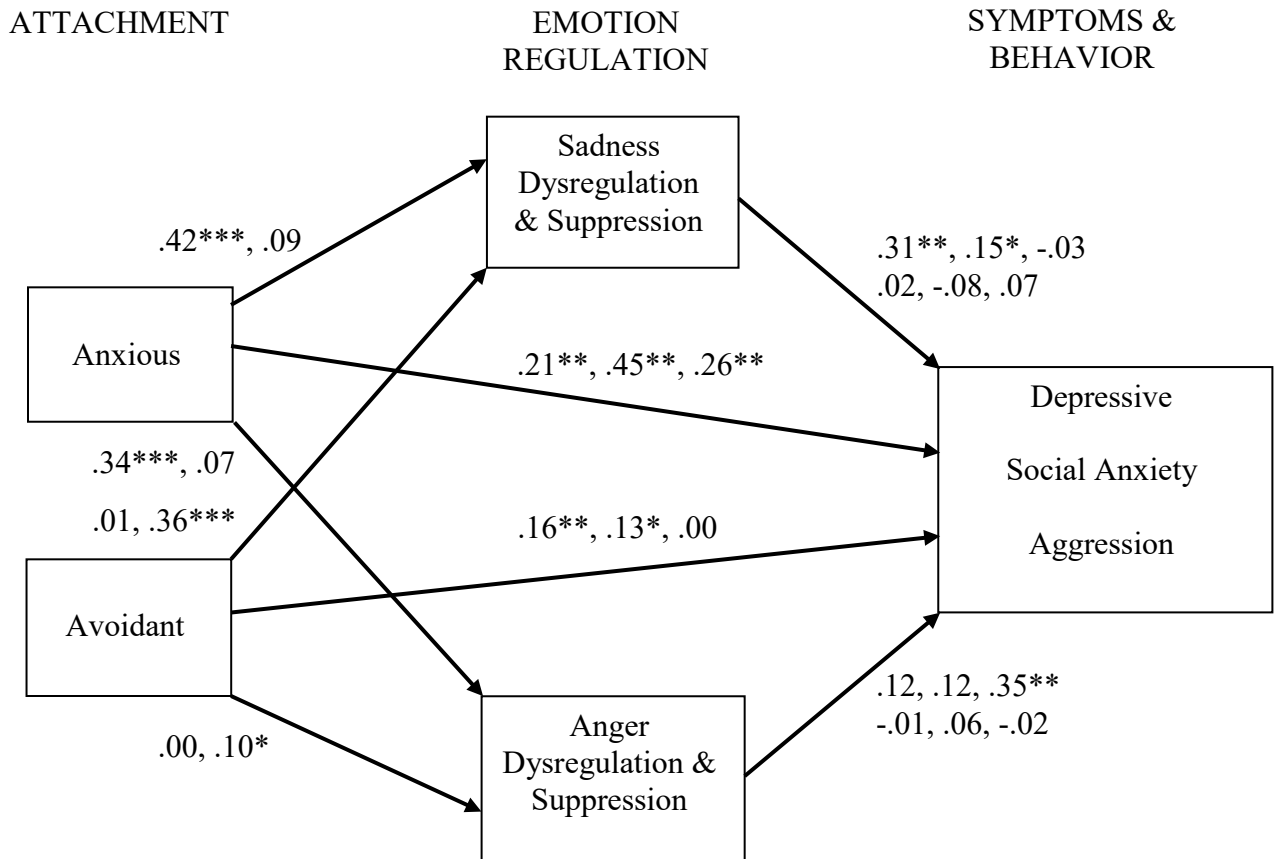 ATTACHMENT
EMOTION
REGULATION
SYMPTOMS &
BEHAVIOR
Sadness
Dysregulation
& Suppression
.42***, .09
.31**, .15*, -.03
.02, -.08, .07
Anxious
.21**, .45**, .26**
Depressive
Social Anxiety
Aggression
.34***, .07
.01, .36***
.16**, .13*, .00
Avoidant
.12, .12, .35**
-.01, .06, -.02
.00, .10*
Anger
Dysregulation &
Suppression